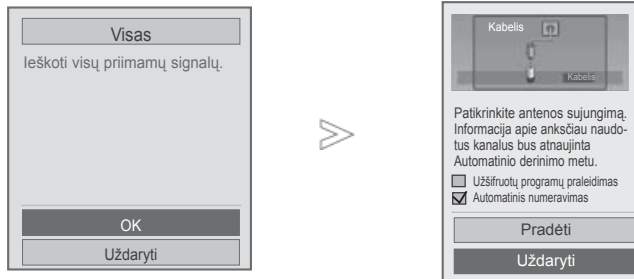 Visas
Ieškoti visų priimamų signalų.
OK
Uždaryti
Kabelis
Kabelis
Patikrinkite antenos sujungimą.
Informacija apie anksčiau naudo-
tus kanalus bus atnaujinta
Automatinio derinimo metu.
Užšifruotų programų praleidimas
Automatinis numeravimas
Pradėti
Uždaryti